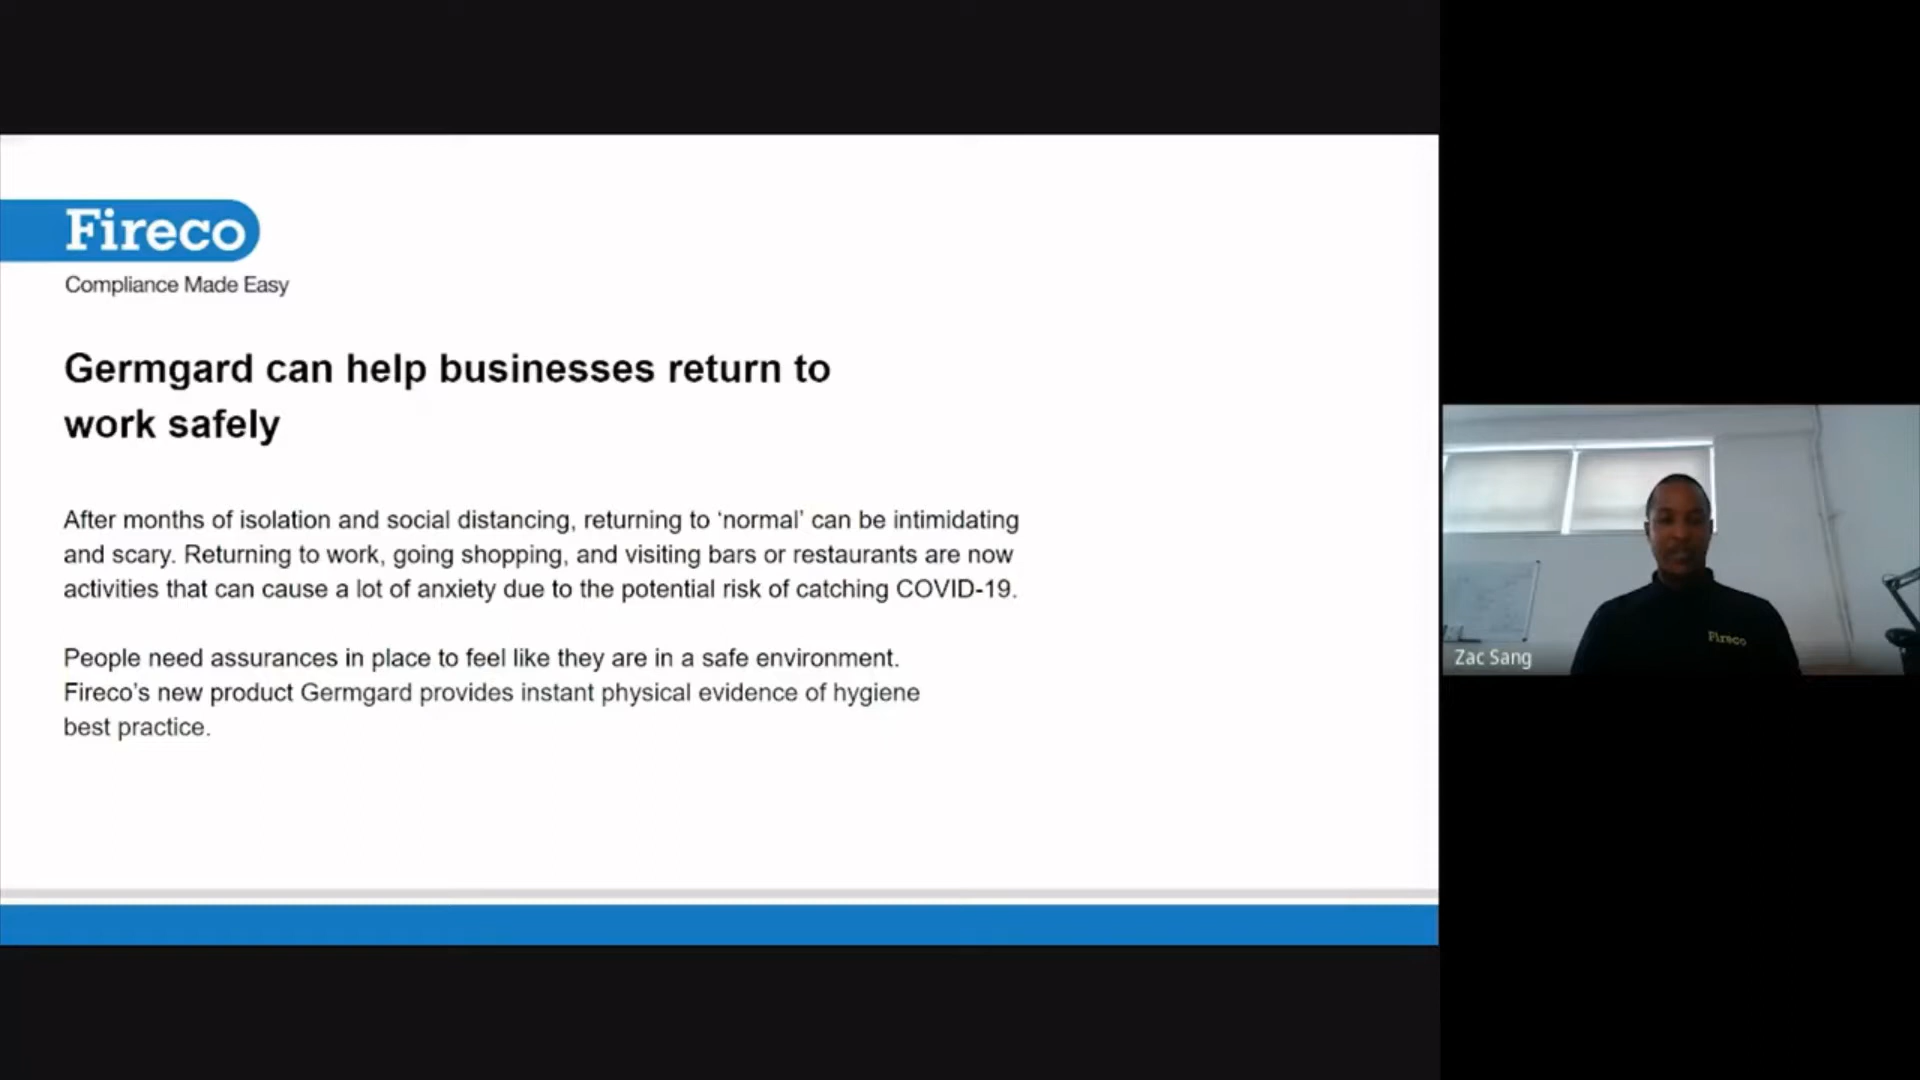 Fireco
Compliance Made Easy
Germgard can help businesses return to
work safely
After months of isolation and social distancing, returning to ‘normal’ can be intimidating
and scary. Returning to work, going shopping, and visiting bars or restaurants are now
activities that can cause a lot of anxiety due to the potential risk of catching COVID-19.
People need assurances in place to feel like they are in a safe environment.
Fireco’s new product Germgard provides instant physical evidence of hygiene
best practice.
Fireco
Zac Sang